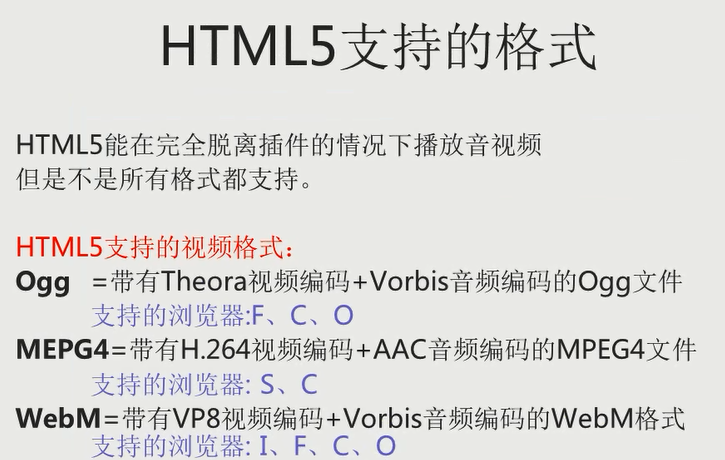 HTML5支持的格式
HTML5能在完全脱离插件的情况下播放音视频
但是不是所有格式都支持。
HTML5支持的视频格式：
Ogg =带有Theora视频编码+Vorbis音频编码的Ogg文件
支持的浏览器:F、C、O
MEPG4=带有H.264视频编码+AAC音频编码的MPEG4文件
支持的浏览器: S、C
WebM=带有VP8视频编码+Vorbis音频编码的WebM格式
支持的浏览器: I、F、C、O